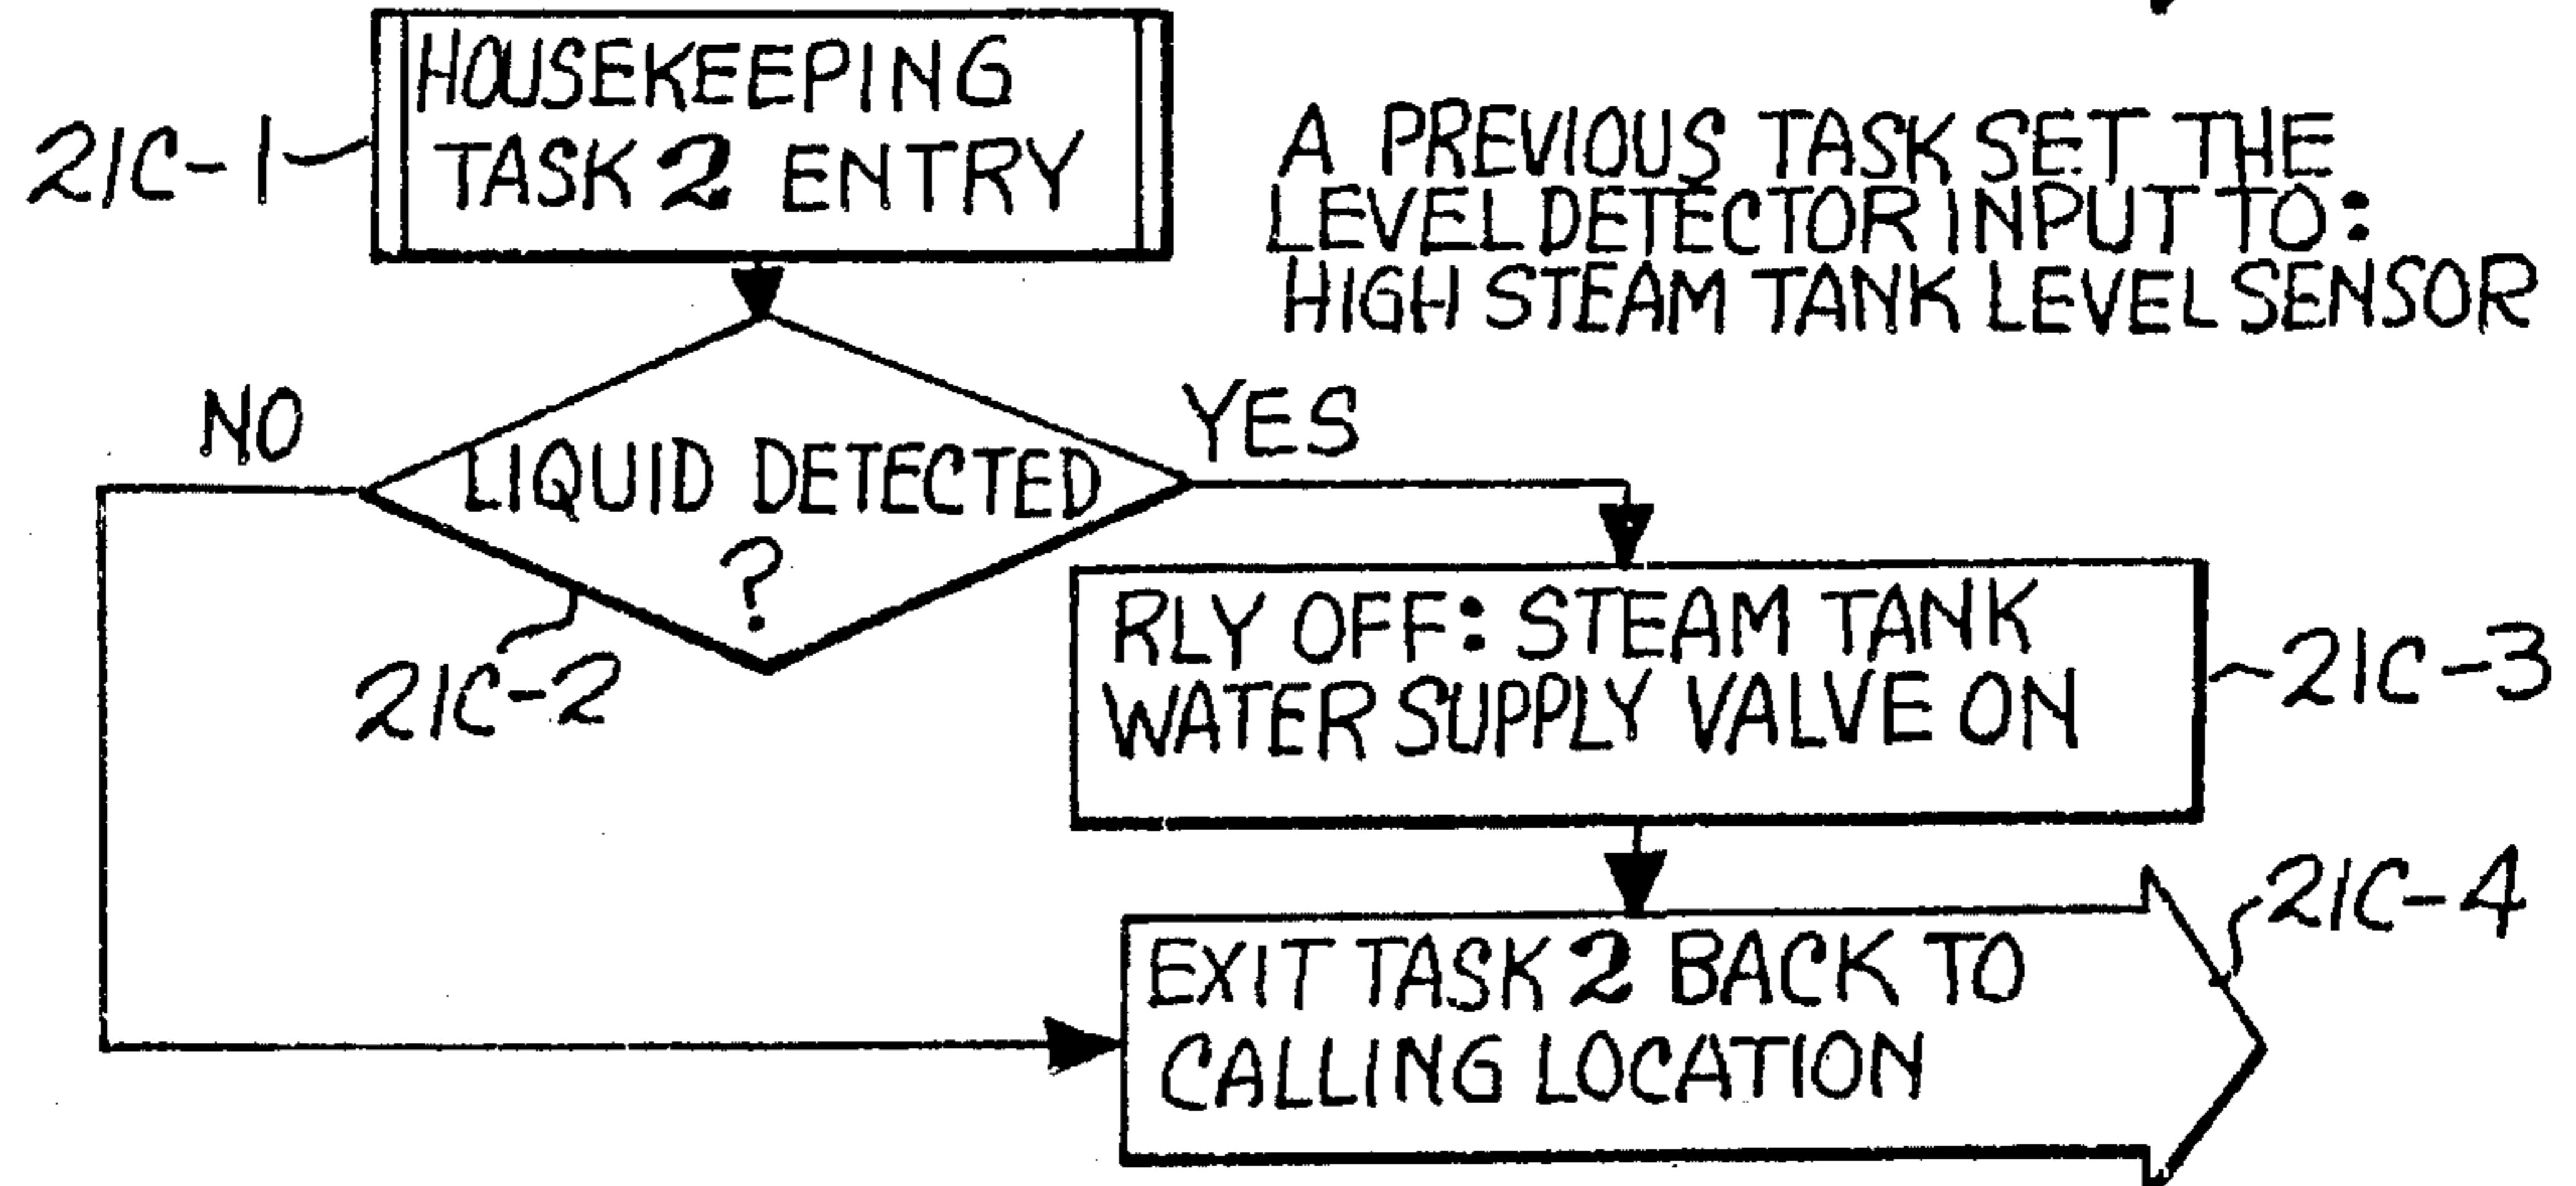 HOUSEKEEPING
TASK 2 ENTRY
21C-1
A PREVIOUS TASK SET THE
LEVEL DETECTOR INPUT TO:
HIGH STEAM TANK LEVEL SENSOR
NO
YES
LIQUID DETECTED
?
21C-2
RLY OFF: STEAM TANK
WATER SUPPLY VALVE ON
21C-3
21C-4
EXIT TASK 2 BACK TO
CALLING LOCATION